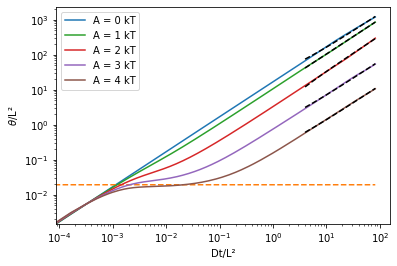 A = 0 kT
A = 1 kT
A = 2 kT
A = 3 kT
A = 4 kT
10³
10²
10¹
10⁰
10⁻¹
10⁻²
θ/L²
10⁻⁴
10⁻³
10⁻²
10⁻¹
10⁰
10¹
10²
Dt/L²